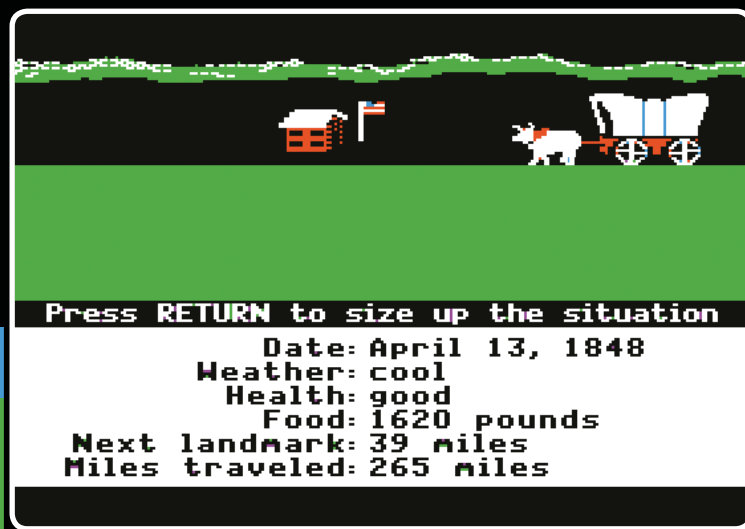 Press RETURN to size up the situation
Date: April 13, 1848
Weather: cool
Health: good
Food: 1620 pounds
Next landmark: 39 miles
Miles traveled: 265 miles